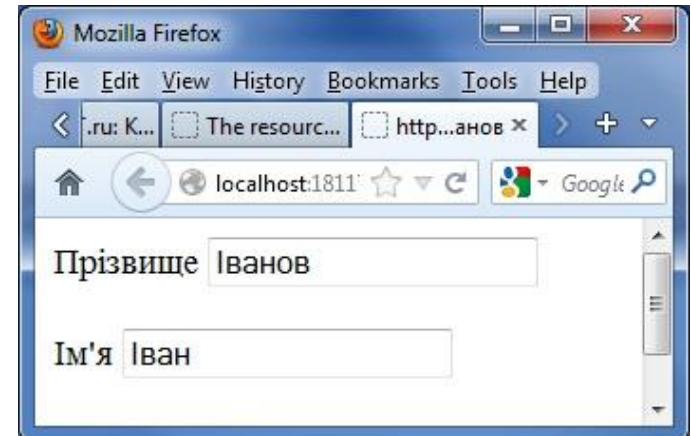 Mozilla Firefox
File Edit View History Bookmarks Tools Help
.ru: K... The resourc... http...анов
localhost:1811 Google
Прізвище Іванов
Ім'я Іван